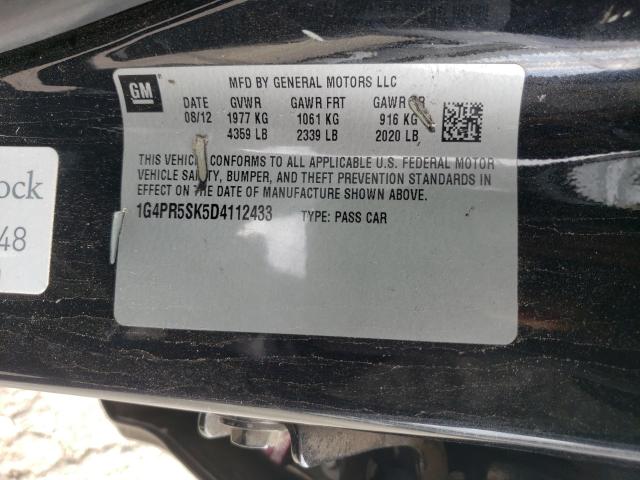 GM
MFD BY GENERAL MOTORS LLC
DATE GVWR GAWR FRT GAWR RR
08/12 1977 KG 1061 KG 916 KG
4359 LB 2339 LB 2020 LB
THIS VEHICLE CONFORMS TO ALL APPLICABLE U.S. FEDERAL MOTOR
VEHICLE SAFETY, BUMPER, AND THEFT PREVENTION STANDARDS IN
EFFECT ON THE DATE OF MANUFACTURE SHOWN ABOVE.
1G4PR5SK5D4112433 TYPE: PASS CAR
ock
48